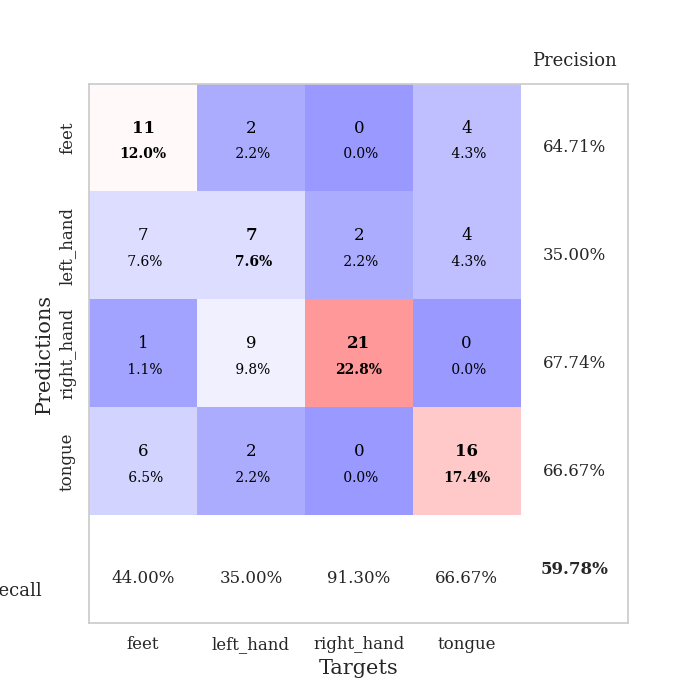 Precision
feet
11 2 0 4
12.0% 2.2% 0.0% 4.3%
64.71%
left_hand
7 7 2 4
7.6% 7.6% 2.2% 4.3%
35.00%
right_hand
1 9 21 0
1.1% 9.8% 22.8% 0.0%
67.74%
tongue
6 2 0 16
6.5% 2.2% 0.0% 17.4%
66.67%
Predictions
ecall
44.00% 35.00% 91.30% 66.67% 59.78%
feet left_hand right_hand tongue
Targets